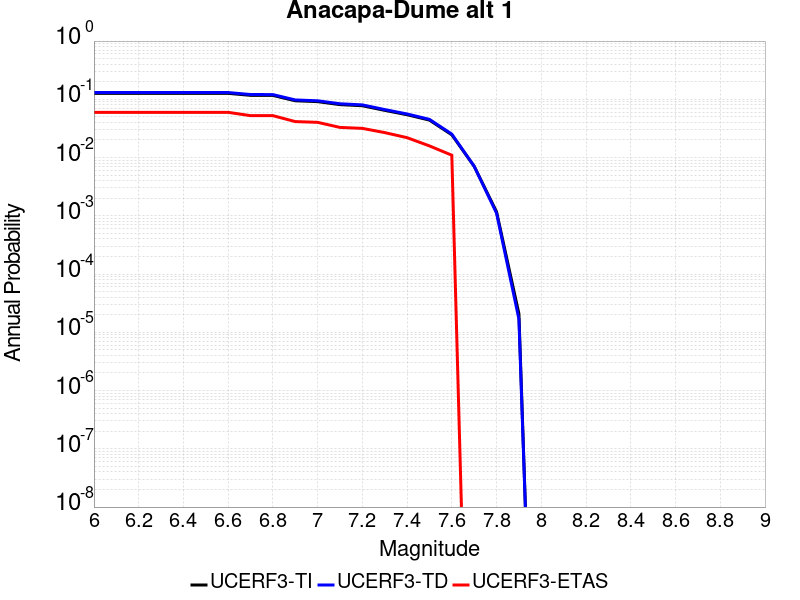 Anacapa-Dume alt 1
Annual Probability
10^0
10^-1
10^-2
10^-3
10^-4
10^-5
10^-6
10^-7
10^-8
6 6.2 6.4 6.6 6.8 7 7.2 7.4 7.6 7.8 8 8.2 8.4 8.6 8.8 9
Magnitude
UCERF3-TI UCERF3-TD UCERF3-ETAS